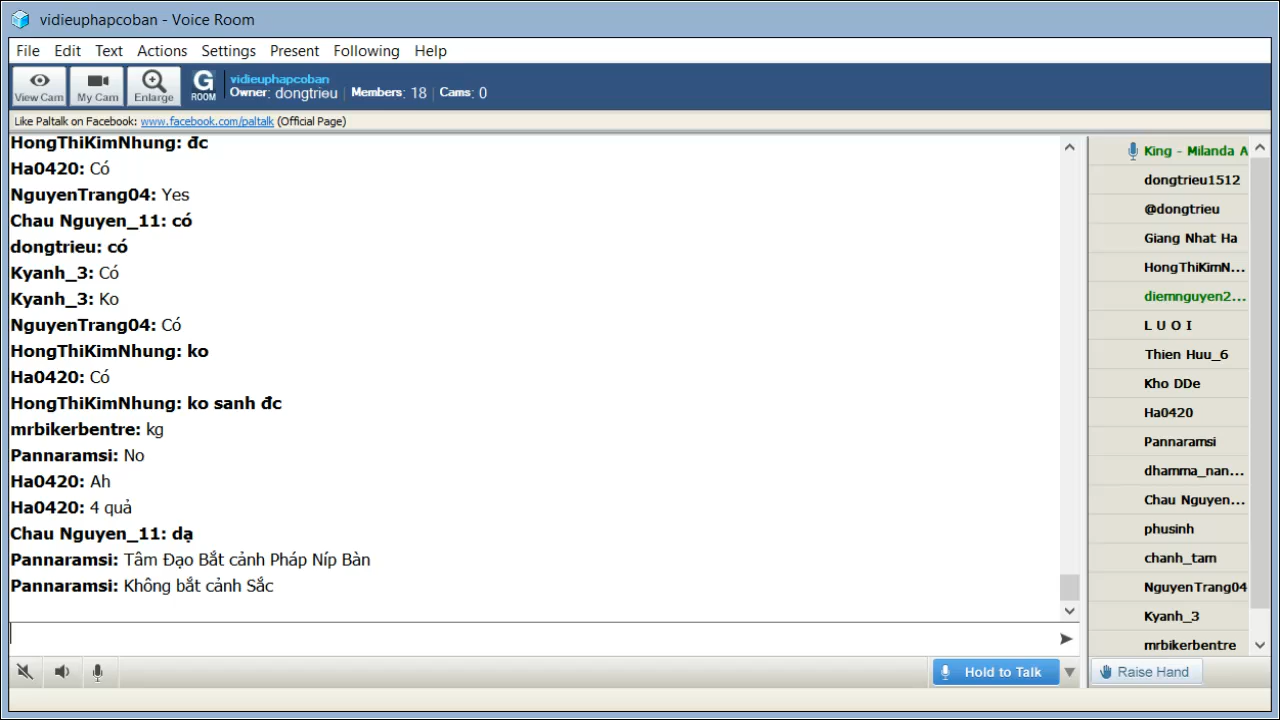 vidieuphapcoban - Voice Room
File Edit Text Actions Settings Present Following Help
View Cam My Cam Enlarge G ROOM
vidieuphapcoban
Owner: dongtrieu | Members: 18 | Cams: 0
Like Paltalk on Facebook: www.facebook.com/paltalk (Official Page)
HongThiKimNhung: đc
Ha0420: Có
NguyenTrang04: Yes
Chau Nguyen_11: có
dongtrieu: có
Kyanh_3: Có
Kyanh_3: Ko
NguyenTrang04: Có
HongThiKimNhung: ko
Ha0420: Có
HongThiKimNhung: ko sanh đc
mrbikerbentre: kg
Pannaramsi: No
Ha0420: Ah
Ha0420: 4 quả
Chau Nguyen_11: dạ
Pannaramsi: Tâm Đạo Bắt cảnh Pháp Níp Bàn
Pannaramsi: Không bắt cảnh Sắc
King - Milanda A
dongtrieu1512
@dongtrieu
Giang Nhat Ha
HongThiKimN...
diemnguyen2...
L U O I
Thien Huu_6
Kho DDe
Ha0420
Pannaramsi
dhamma_nan...
Chau Nguyen...
phusinh
chanh_tam
NguyenTrang04
Kyanh_3
mrbikerbentre
Hold to Talk
Raise Hand